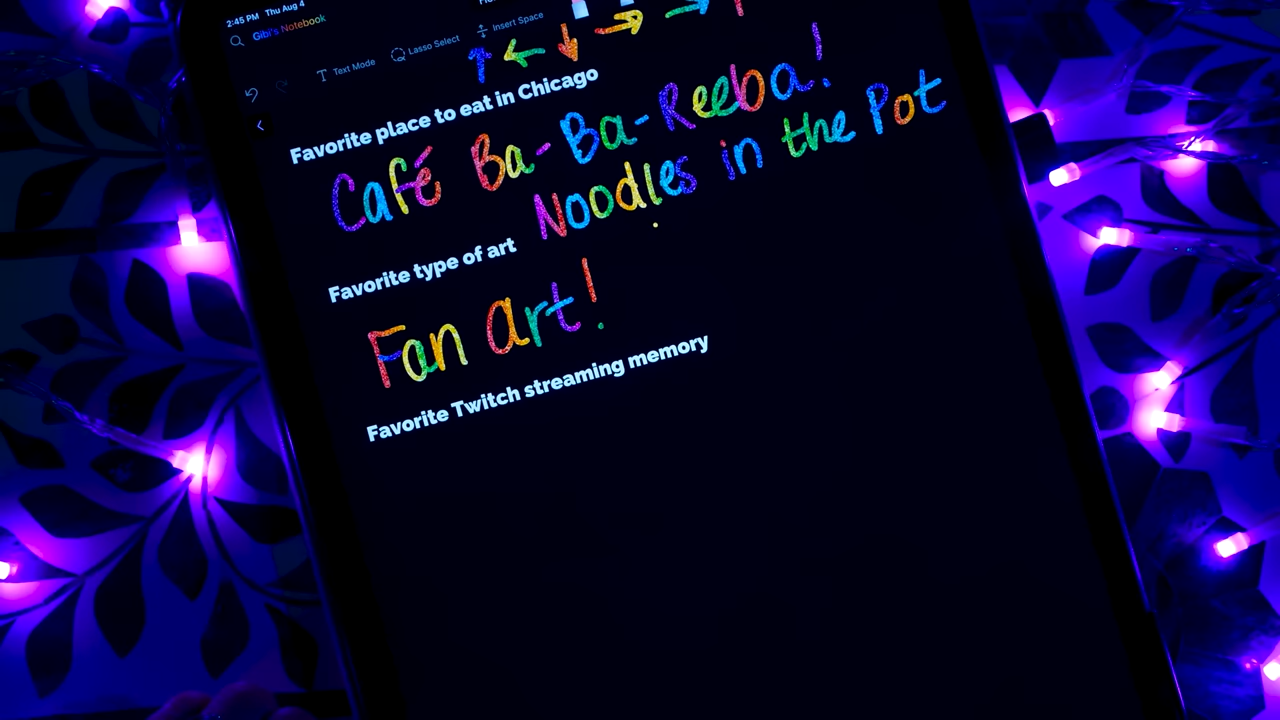 2:45 PM Thu Aug 4
Gibi's Notebook
Text Mode
Lasso Select
Insert Space
Favorite place to eat in Chicago
Café Ba-Ba-Reeba!
Noodles in the Pot
Favorite type of art
Fan Art!
Favorite Twitch streaming memory